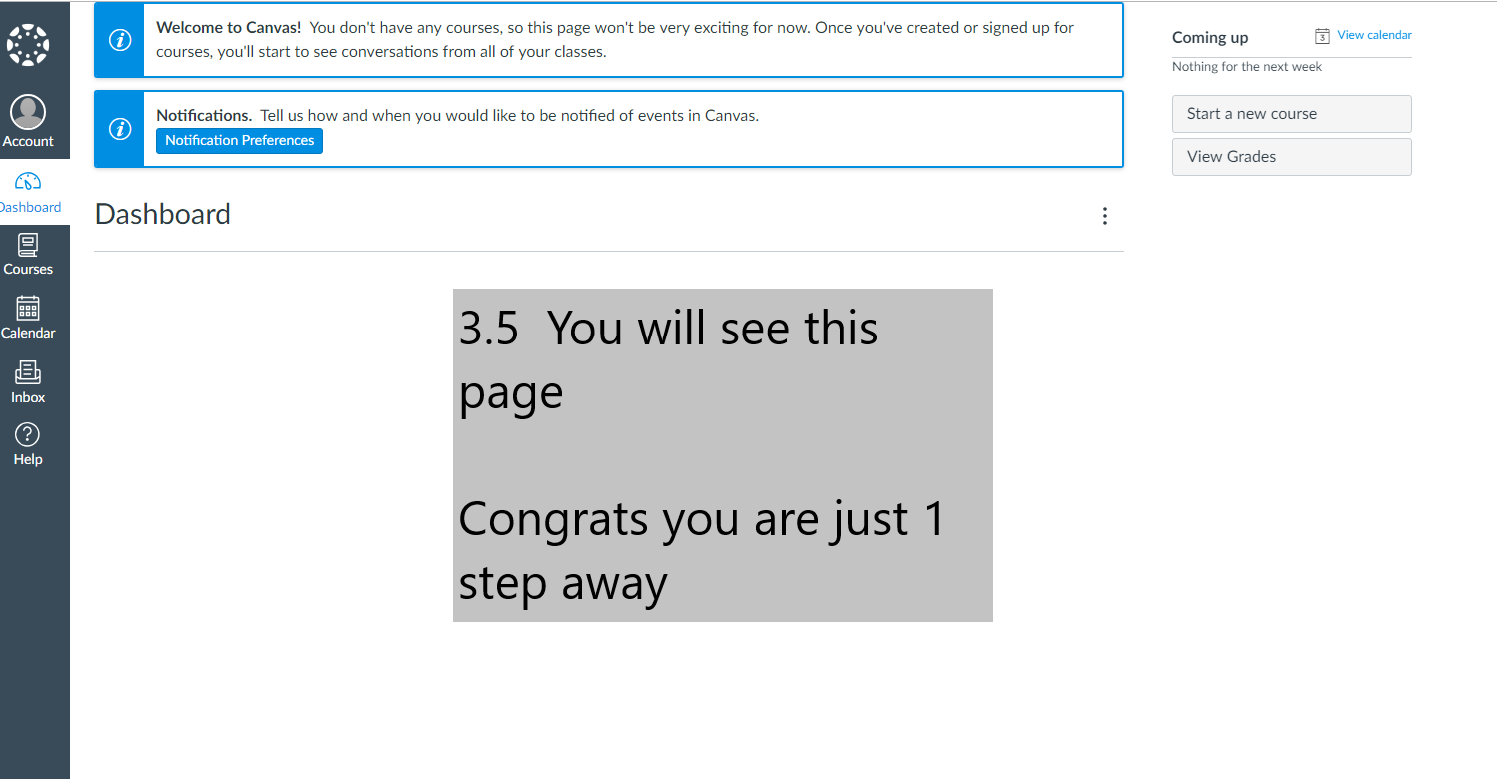 Welcome to Canvas! You don't have any courses, so this page won't be very exciting for now. Once you've created or signed up for
courses, you'll start to see conversations from all of your classes.
Notifications. Tell us how and when you would like to be notified of events in Canvas.
Notification Preferences
Coming up
3
View calendar
Nothing for the next week
Start a new course
View Grades
Account
Dashboard
Courses
Calendar
Inbox
Help
Dashboard
3.5 You will see this
page
Congrats you are just 1
step away